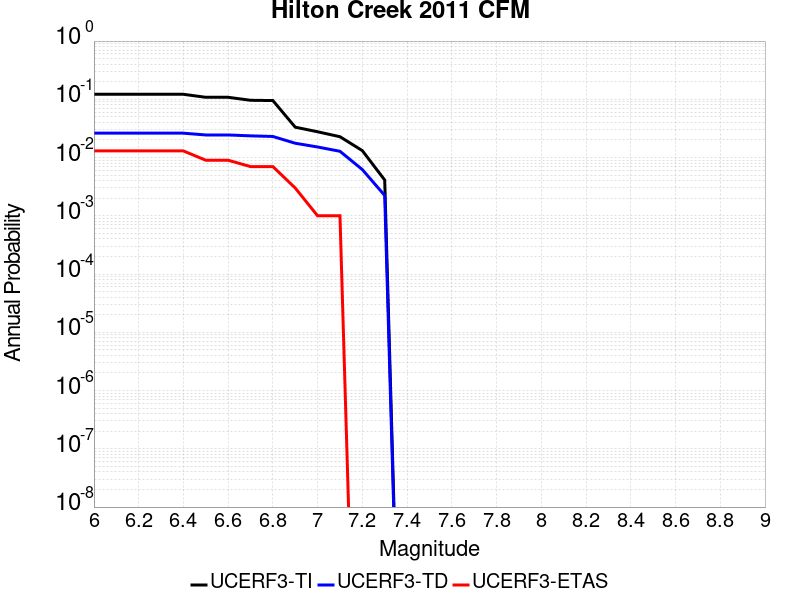 Hilton Creek 2011 CFM
10^0
10^-1
10^-2
10^-3
10^-4
10^-5
10^-6
10^-7
10^-8
Annual Probability
6 6.2 6.4 6.6 6.8 7 7.2 7.4 7.6 7.8 8 8.2 8.4 8.6 8.8 9
Magnitude
UCERF3-TI UCERF3-TD UCERF3-ETAS